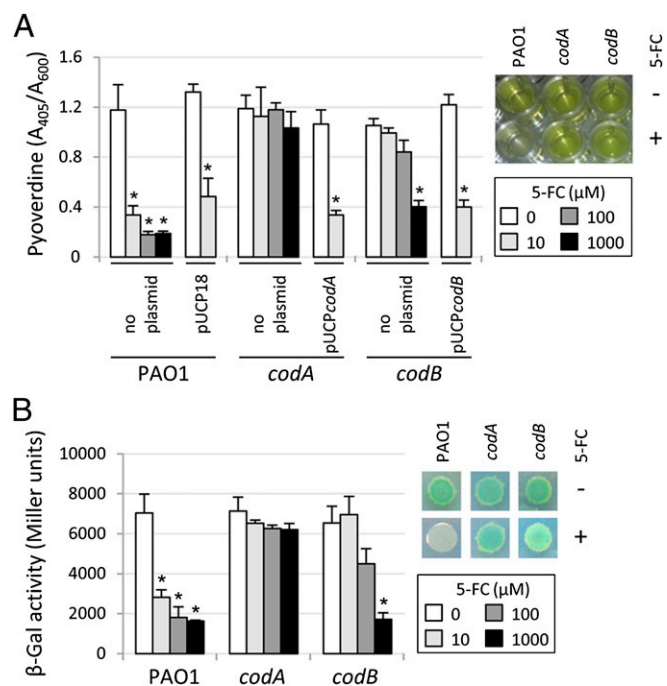 A
Pyoverdine (A405/A600)
1.6
1.2
0.8
0.4
0
*
*
*
*
*
*
*
no plasmid
pUCP18
no plasmid
pUCPcodA
no plasmid
pUCPcodB
PAO1
codA
codB
PAO1
codA
codB
5-FC
-
+
5-FC (µM)
0
100
10
1000
B
β-Gal activity (Miller units)
10000
8000
6000
4000
2000
0
*
*
*
*
PAO1
codA
codB
PAO1
codA
codB
5-FC
-
+
5-FC (µM)
0
100
10
1000